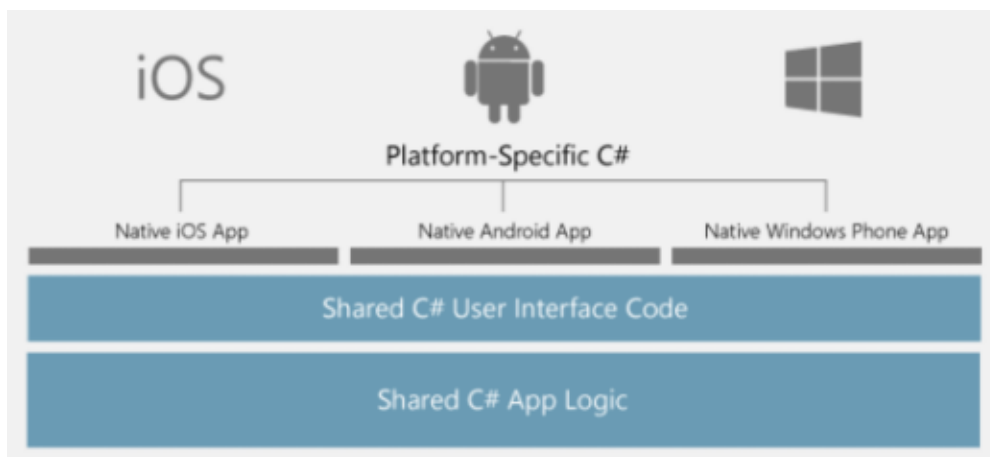 iOS
Platform-Specific C#
Native iOS App
Native Android App
Native Windows Phone App
Shared C# User Interface Code
Shared C# App Logic